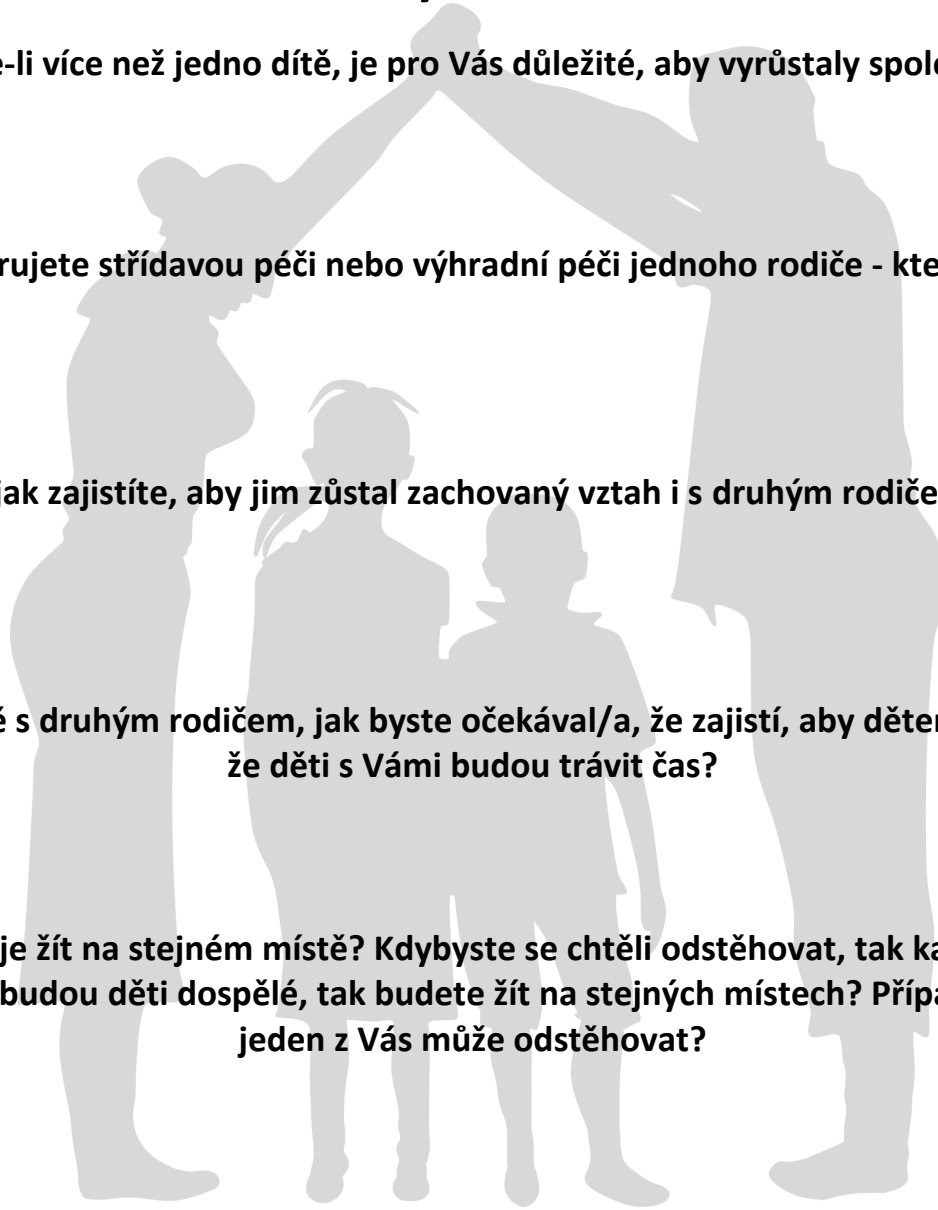 e-li více než jedno dítě, je pro Vás důležité, aby vyrůstaly spole
rujete střídavou péči nebo výhradní péči jednoho rodiče - kte
jak zajistíte, aby jim zůstal zachovaný vztah i s druhým rodiče
é s druhým rodičem, jak byste očekával/a, že zajistí, aby děte
že děti s Vámi budou trávit čas?
je žít na stejném místě? Kdybyste se chtěli odstěhovat, tak ka
budou děti dospělé, tak budete žít na stejných místech? Přípa
jeden z Vás může odstěhovat?